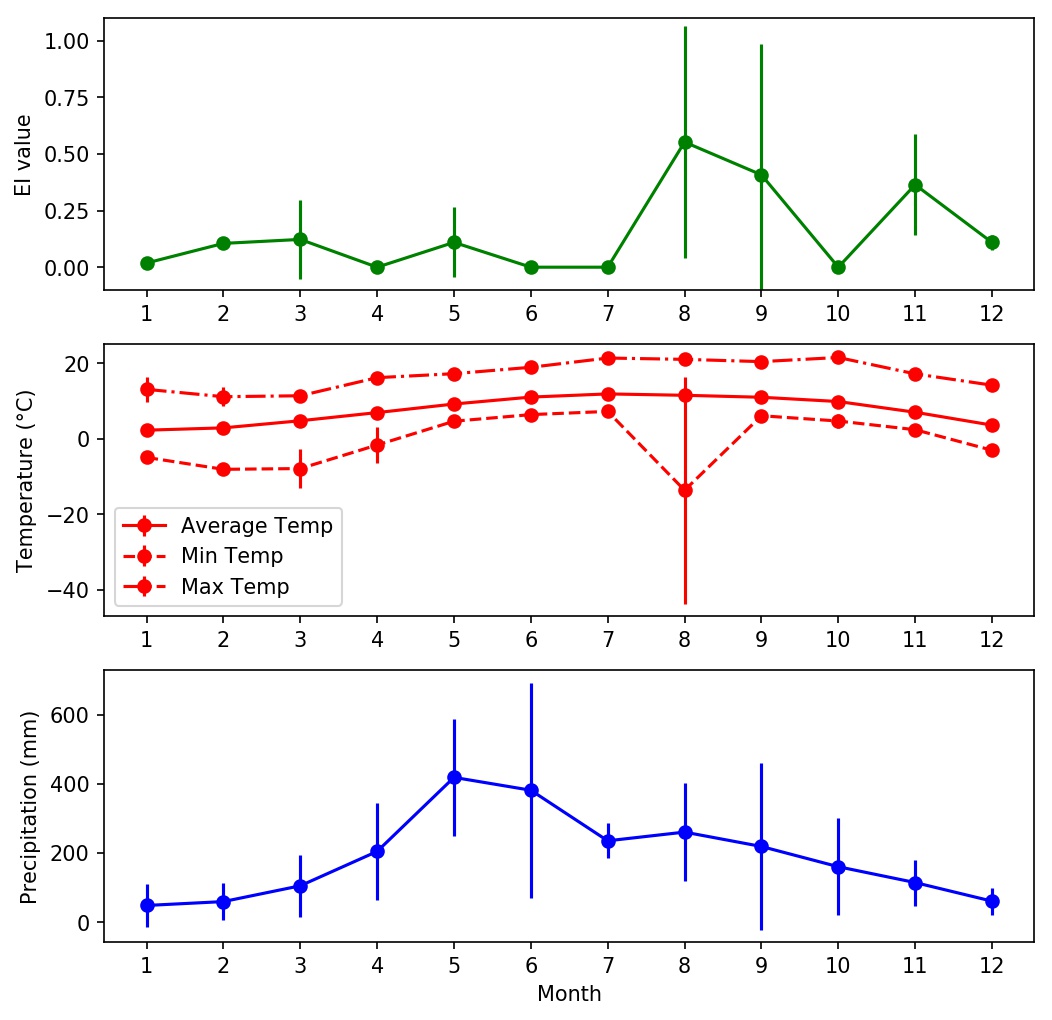 1.00
0.75
0.50
0.25
0.00
EI value
1 2 3 4 5 6 7 8 9 10 11 12
20
0
−20
−40
Temperature (°C)
Average Temp
Min Temp
Max Temp
1 2 3 4 5 6 7 8 9 10 11 12
600
400
200
0
Precipitation (mm)
1 2 3 4 5 6 7 8 9 10 11 12
Month